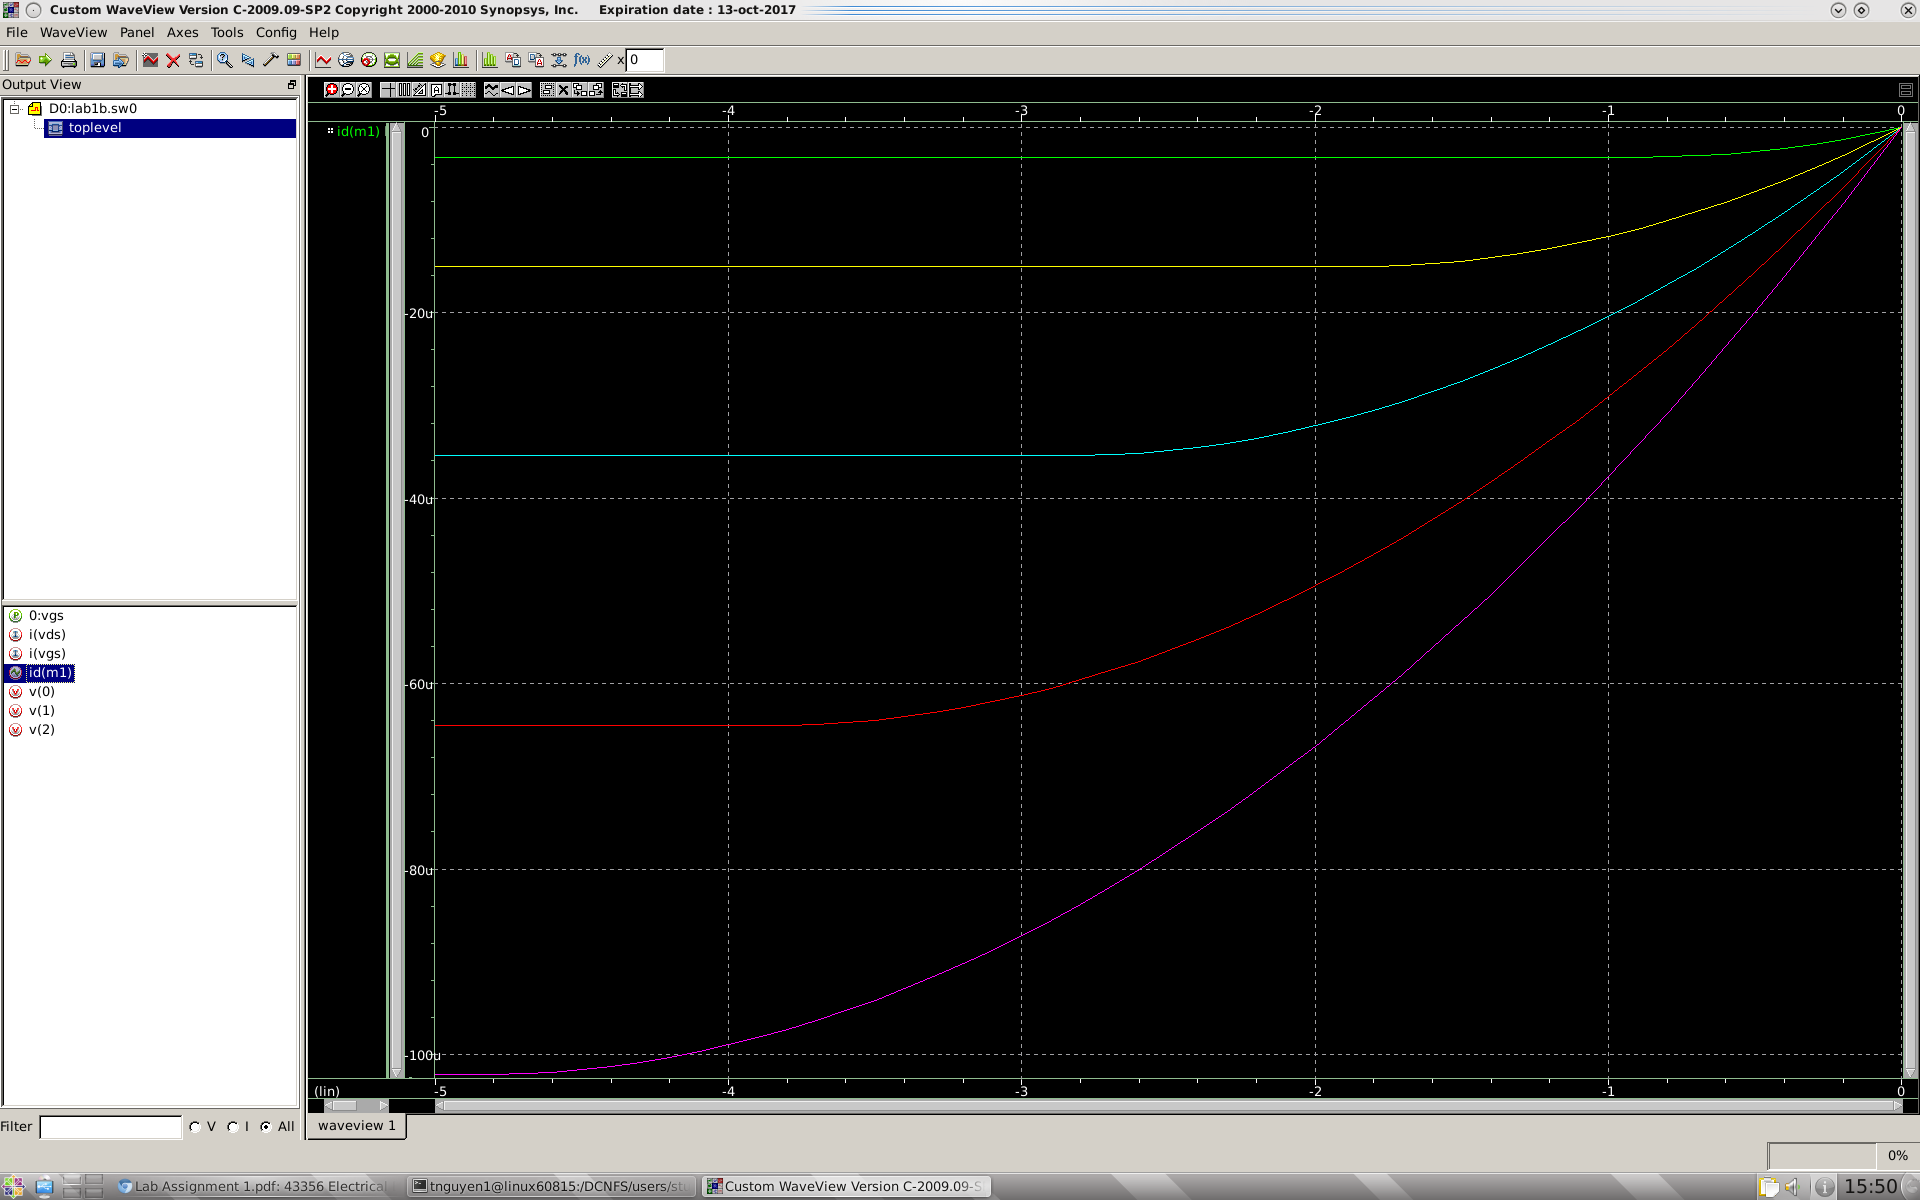 Custom WaveView Version C-2009.09-SP2 Copyright 2000-2010 Synopsys, Inc. Expiration date : 13-oct-2017
File WaveView Panel Axes Tools Config Help
x 0
Output View
D0:lab1b.sw0
toplevel
0:vgs
i(vds)
i(vgs)
id(m1)
v(0)
v(1)
v(2)
Filter V I All
-5 -4 -3 -2 -1 0
id(m1)
0
-20u
-40u
-60u
-80u
-100u
(lin) -5 -4 -3 -2 -1 0
waveview 1
0%
Lab Assignment 1.pdf: 43356 Electrical
tnguyen1@linux60815:/DCNFS/users/st
Custom WaveView Version C-2009.09-S
15:50